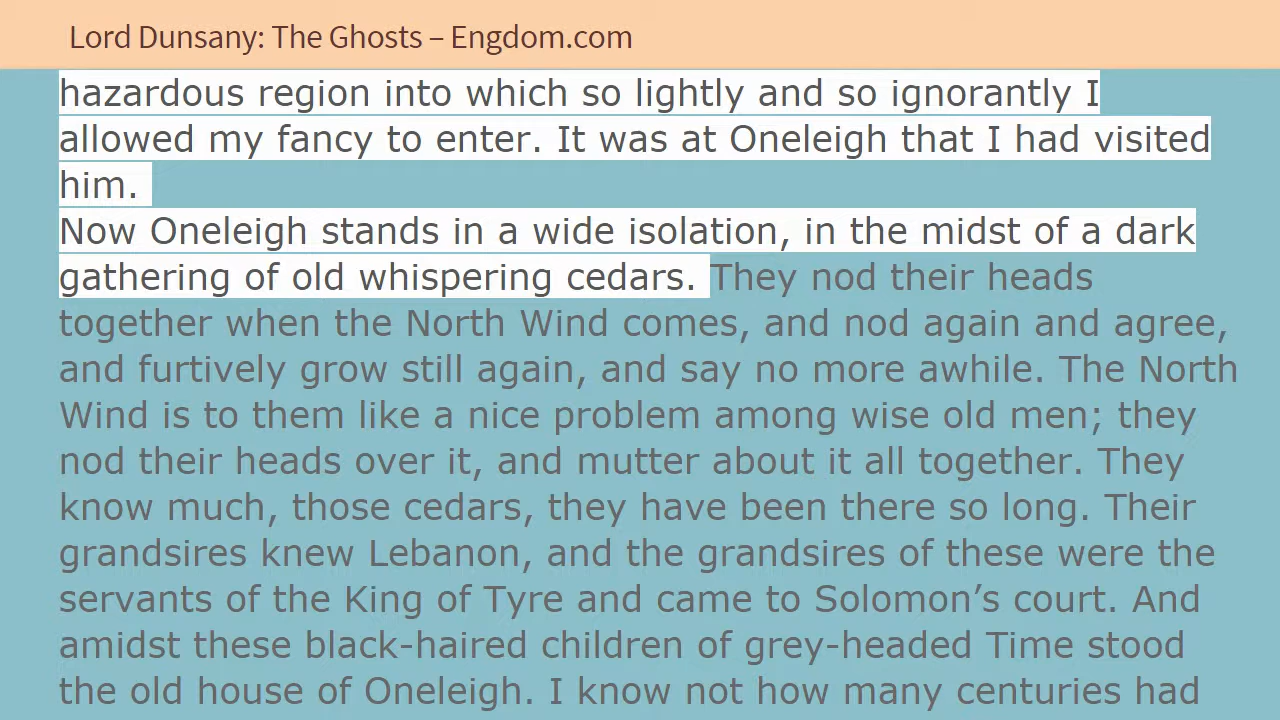 Lord Dunsany: The Ghosts – Engdom.com
hazardous region into which so lightly and so ignorantly I
allowed my fancy to enter. It was at Oneleigh that I had visited
him.
Now Oneleigh stands in a wide isolation, in the midst of a dark
gathering of old whispering cedars. They nod their heads
together when the North Wind comes, and nod again and agree,
and furtively grow still again, and say no more awhile. The North
Wind is to them like a nice problem among wise old men; they
nod their heads over it, and mutter about it all together. They
know much, those cedars, they have been there so long. Their
grandsires knew Lebanon, and the grandsires of these were the
servants of the King of Tyre and came to Solomon’s court. And
amidst these black-haired children of grey-headed Time stood
the old house of Oneleigh. I know not how many centuries had